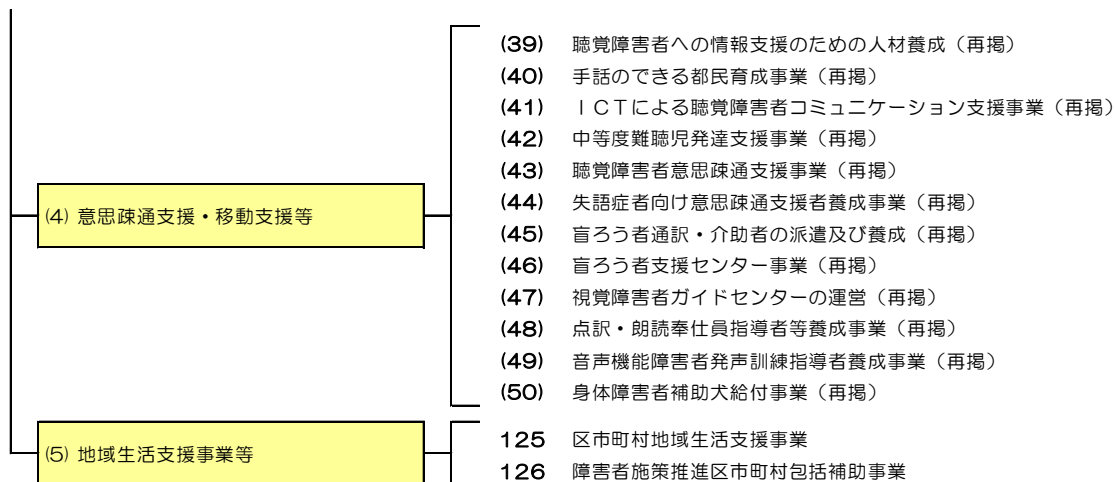 (39) 聴覚障害者への情報支援のための人材養成（再掲）
(40) 手話のできる都民育成事業（再掲）
(41) ＩＣＴによる聴覚障害者コミュニケーション支援事業（再掲）
(42) 中等度難聴児発達支援事業（再掲）
(43) 聴覚障害者意思疎通支援事業（再掲）
(4) 意思疎通支援・移動支援等
(44) 失語症者向け意思疎通支援者養成事業（再掲）
(45) 盲ろう者通訳・介助者の派遣及び養成（再掲）
(46) 盲ろう者支援センター事業（再掲）
(47) 視覚障害者ガイドセンターの運営（再掲）
(48) 点訳・朗読奉仕員指導者等養成事業（再掲）
(49) 音声機能障害者発声訓練指導者養成事業（再掲）
(50) 身体障害者補助犬給付事業（再掲）
(5) 地域生活支援事業等
125 区市町村地域生活支援事業
126 障害者施策推進区市町村包括補助事業